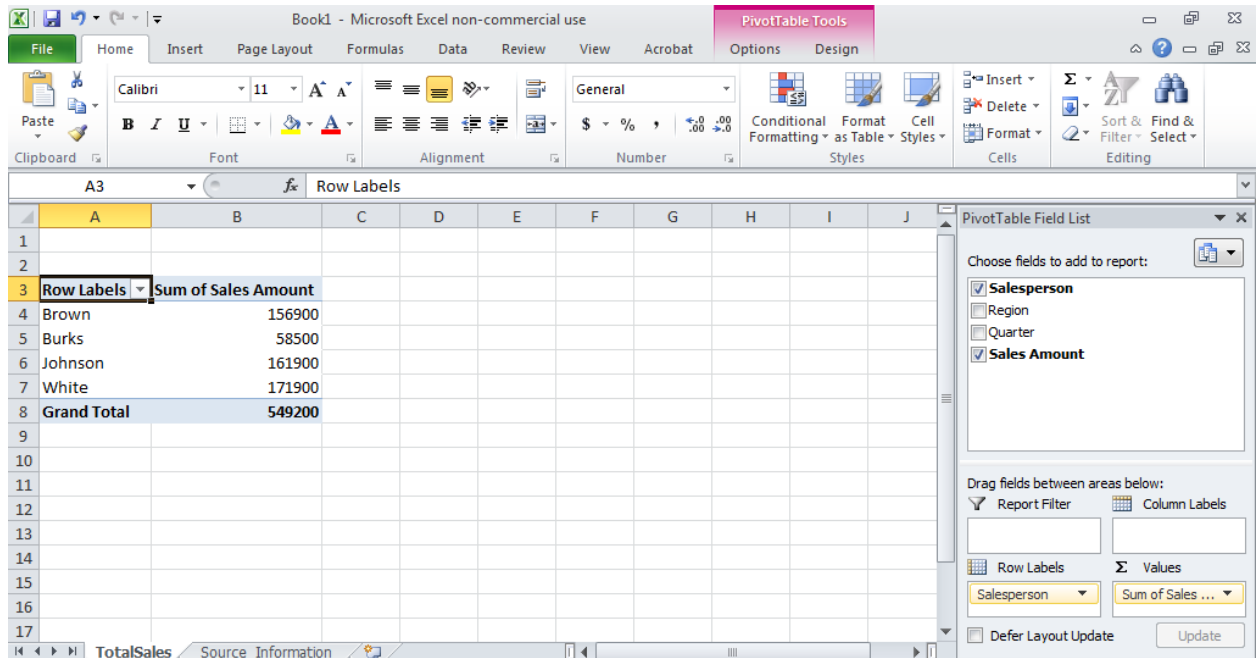 Book1 - Microsoft Excel non-commercial use PivotTable Tools
File Home Insert Page Layout Formulas Data Review View Acrobat Options Design
Calibri 11 General Insert
Paste Conditional Formatting Format as Table Cell Styles Delete Sort & Filter Find & Select
B I U $ % , Format
Clipboard Font Alignment Number Styles Cells Editing
A3 fx Row Labels
A B C D E F G H I J PivotTable Field List
1
2 Choose fields to add to report:
3 Row Labels Sum of Sales Amount Salesperson
4 Brown 156900 Region
5 Burks 58500 Quarter
6 Johnson 161900 Sales Amount
7 White 171900
8 Grand Total 549200
9
10
11 Drag fields between areas below:
12 Report Filter Column Labels
13
14
15 Row Labels Σ Values
16 Salesperson Sum of Sales ...
17 Defer Layout Update Update
TotalSales Source Information